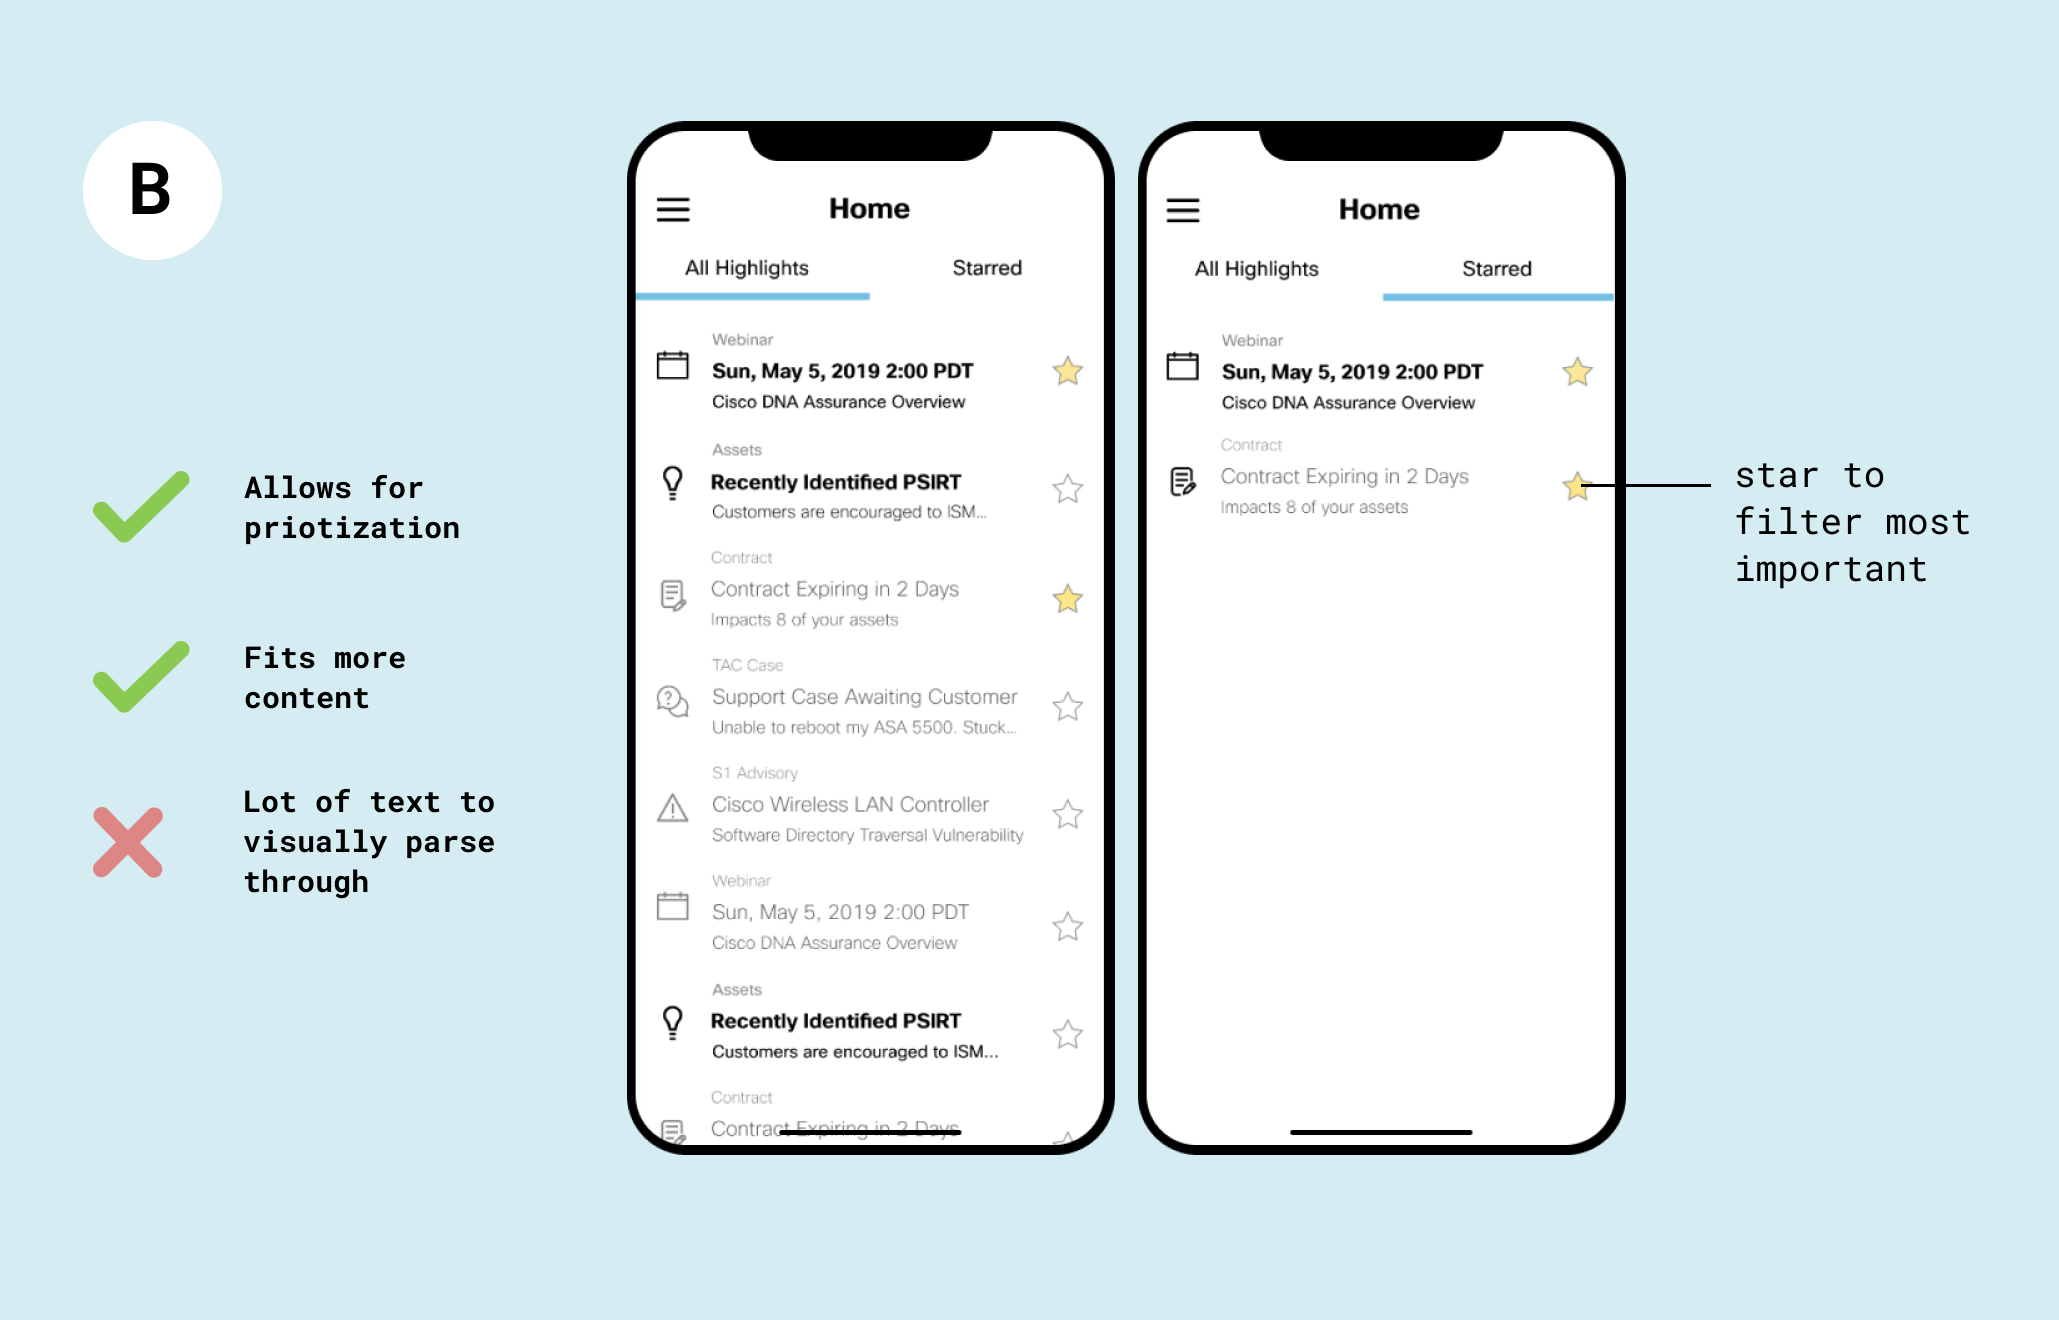 B
Allows for
priotization
Fits more
content
Lot of text to
visually parse
through
Home
All Highlights
Starred
Webinar
Sun, May 5, 2019 2:00 PDT
Cisco DNA Assurance Overview
Assets
Recently Identified PSIRT
Customers are encouraged to ISM...
Contract
Contract Expiring in 2 Days
Impacts 8 of your assets
TAC Case
Support Case Awaiting Customer
Unable to reboot my ASA 5500. Stuck...
S1 Advisory
Cisco Wireless LAN Controller
Software Directory Traversal Vulnerability
Webinar
Sun, May 5, 2019 2:00 PDT
Cisco DNA Assurance Overview
Assets
Recently Identified PSIRT
Customers are encouraged to ISM...
Contract
Contract Expiring in 2 Days
Home
All Highlights
Starred
Webinar
Sun, May 5, 2019 2:00 PDT
Cisco DNA Assurance Overview
Contract
Contract Expiring in 2 Days
Impacts 8 of your assets
star to
filter most
important